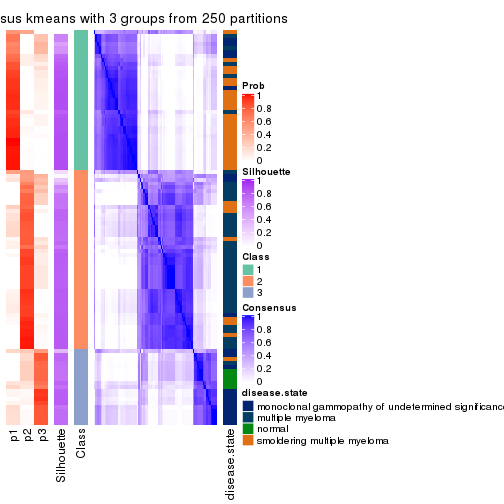 sus kmeans with 3 groups from 250 partitions
Prob
1
0.8
0.6
0.4
0.2
0
Silhouette
1
0.8
0.6
0.4
0.2
0
Class
1
2
3
Consensus
1
0.8
0.6
0.4
0.2
0
disease.state
monoclonal gammopathy of undetermined significance
multiple myeloma
normal
smoldering multiple myeloma
p1
p2
p3
Silhouette
Class
disease.state